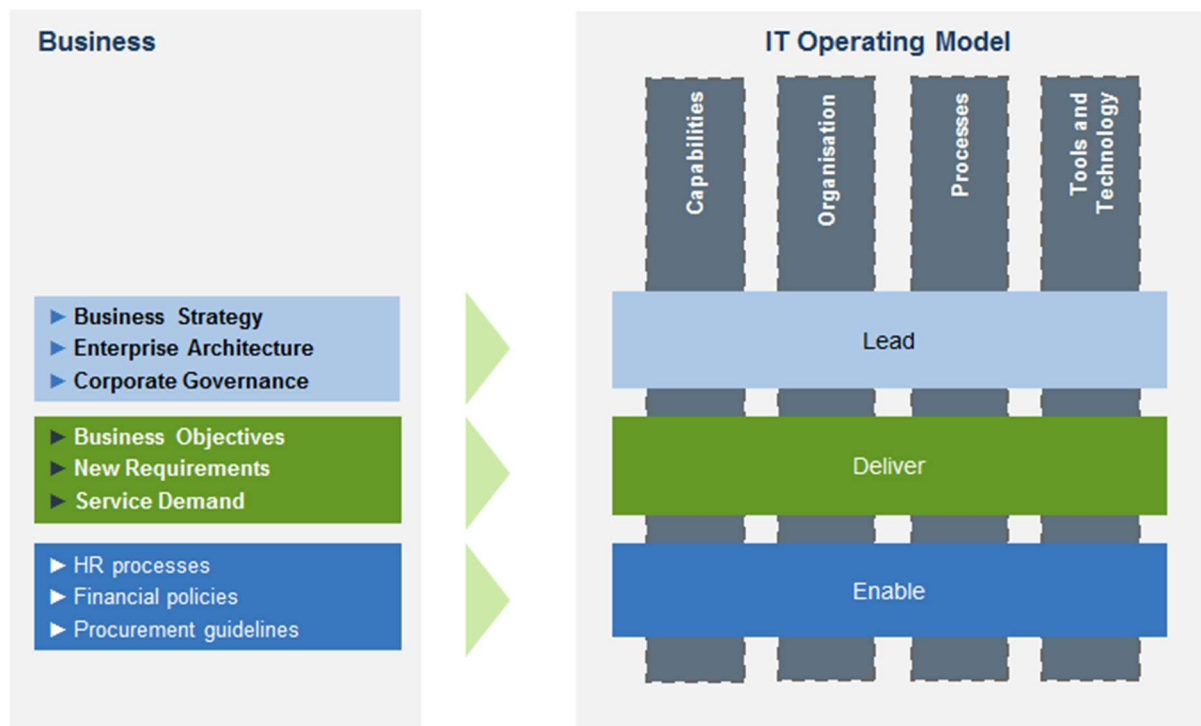 Business
IT Operating Model
Capabilities
Organisation
Processes
Tools and
Technology
► Business Strategy
► Enterprise Architecture
► Corporate Governance
Lead
► Business Objectives
► New Requirements
► Service Demand
Deliver
► HR processes
► Financial policies
► Procurement guidelines
Enable